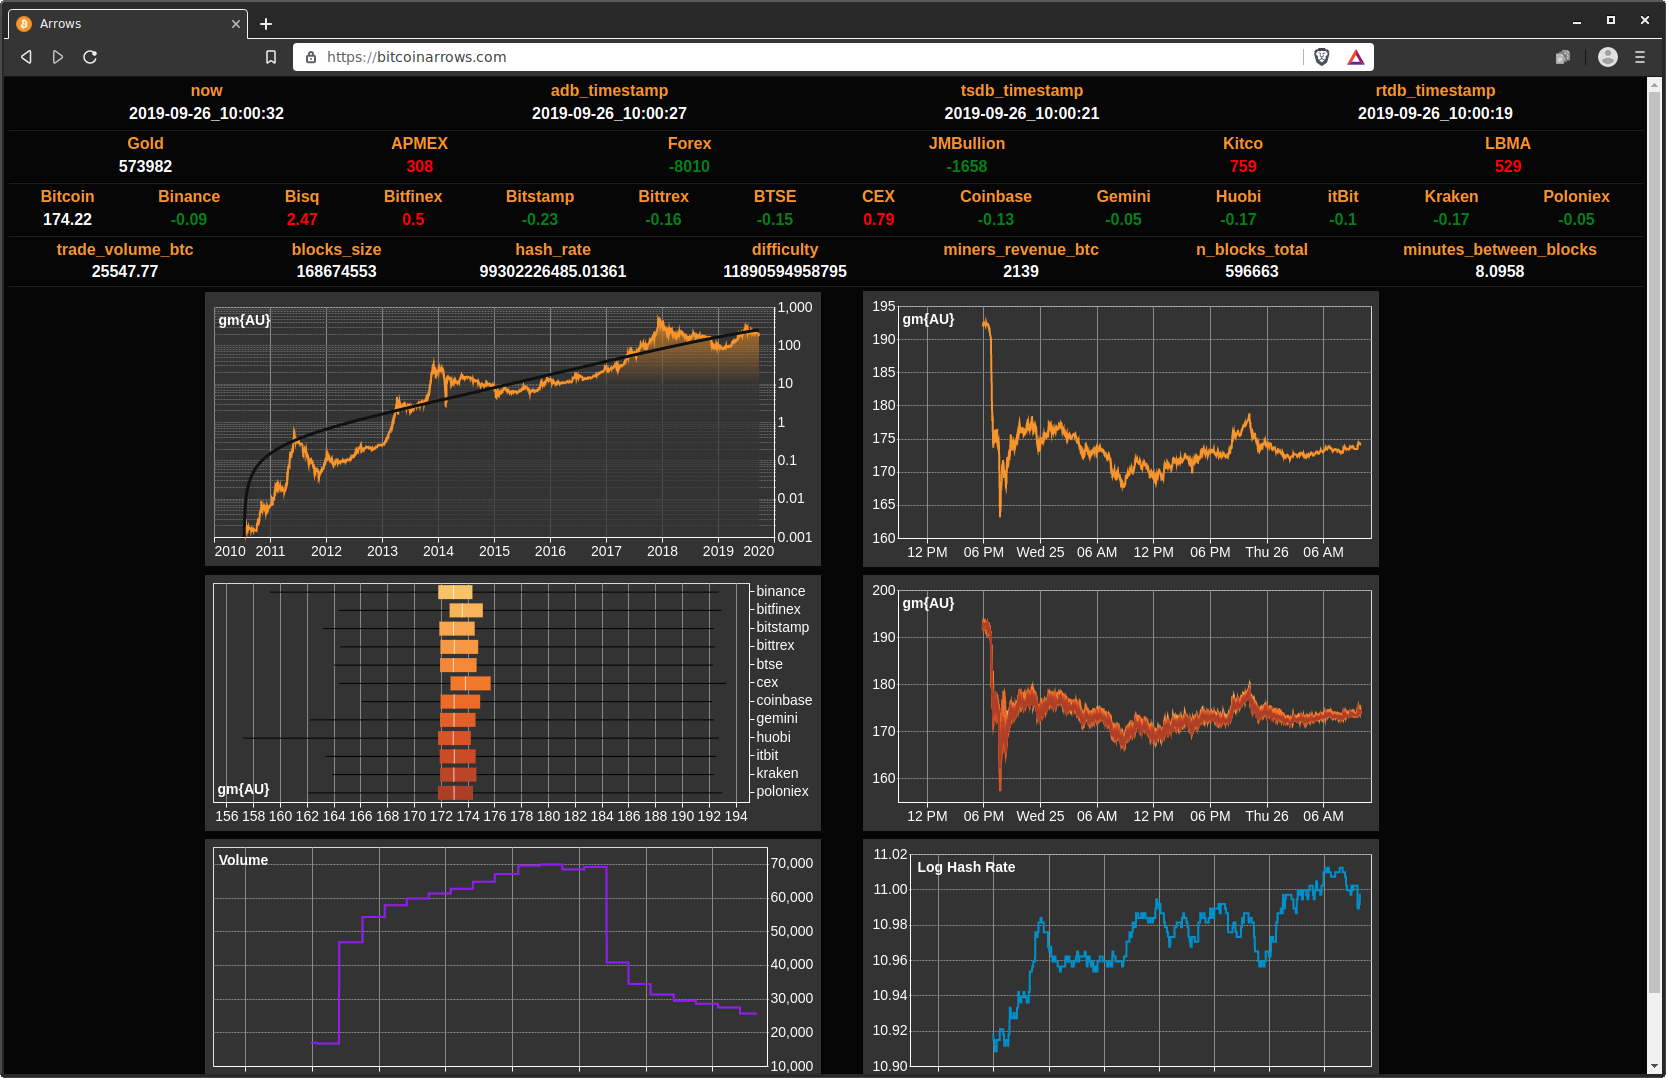 Arrows
https://bitcoinarrows.com
now adb_timestamp tsdb_timestamp rtdb_timestamp
2019-09-26_10:00:32 2019-09-26_10:00:27 2019-09-26_10:00:21 2019-09-26_10:00:19
Gold APMEX Forex JMBullion Kitco LBMA
573982 308 -8010 -1658 759 529
Bitcoin Binance Bisq Bitfinex Bitstamp Bittrex BTSE CEX Coinbase Gemini Huobi itBit Kraken Poloniex
174.22 -0.09 2.47 0.5 -0.23 -0.16 -0.15 0.79 -0.13 -0.05 -0.17 -0.1 -0.17 -0.05
trade_volume_btc blocks_size hash_rate difficulty miners_revenue_btc n_blocks_total minutes_between_blocks
25547.77 168674553 99302226485.01361 11890594958795 2139 596663 8.0958
gm{AU}
1,000
100
10
1
0.1
0.01
0.001
2010 2011 2012 2013 2014 2015 2016 2017 2018 2019 2020
gm{AU}
195
190
185
180
175
170
165
160
12 PM 06 PM Wed 25 06 AM 12 PM 06 PM Thu 26 06 AM
binance
bitfinex
bitstamp
bittrex
btse
cex
coinbase
gemini
huobi
itbit
kraken
poloniex
gm{AU}
156 158 160 162 164 166 168 170 172 174 176 178 180 182 184 186 188 190 192 194
gm{AU}
200
190
180
170
160
12 PM 06 PM Wed 25 06 AM 12 PM 06 PM Thu 26 06 AM
Volume
70,000
60,000
50,000
40,000
30,000
20,000
10,000
Log Hash Rate
11.02
11.00
10.98
10.96
10.94
10.92
10.90